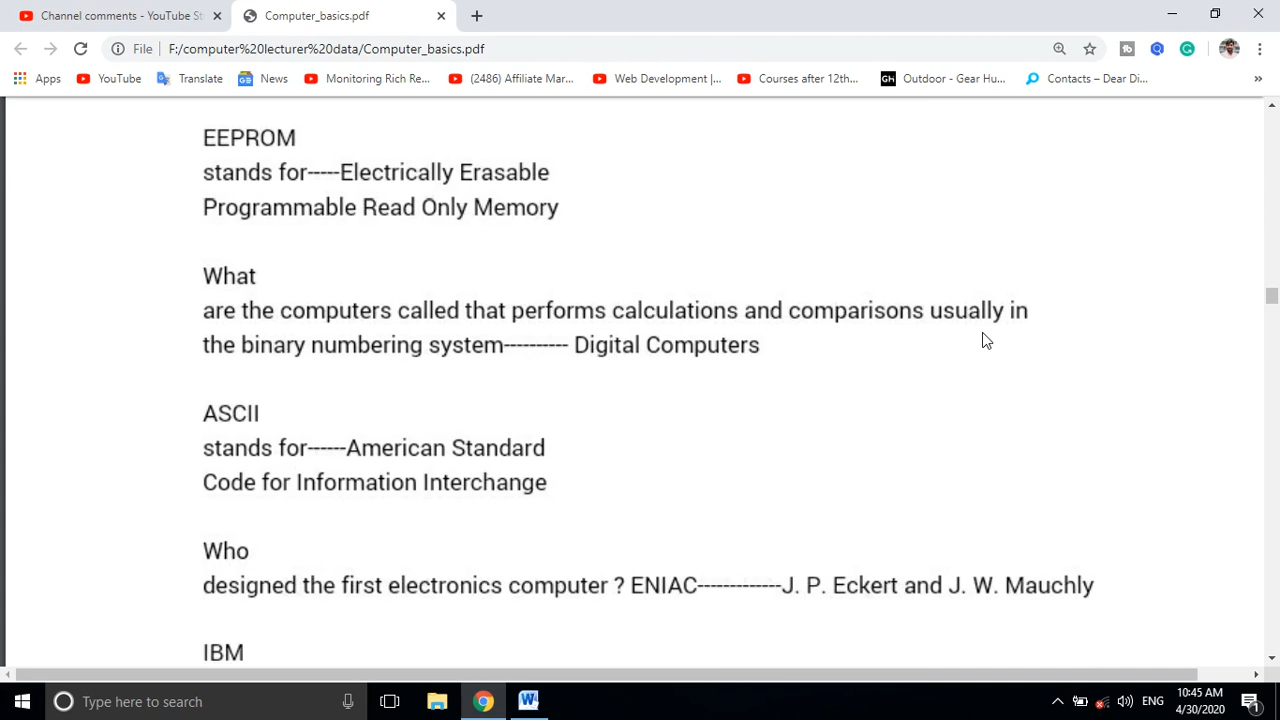 Channel comments - YouTube St
Computer_basics.pdf
File
F:/computer%20lecturer%20data/Computer_basics.pdf
Apps
YouTube
Translate
News
Monitoring Rich Re...
(2486) Affiliate Mar...
Web Development |...
Courses after 12th...
GH
Outdoor - Gear Hu...
Contacts – Dear Di...
»
EEPROM
stands for-----Electrically Erasable
Programmable Read Only Memory
What
are the computers called that performs calculations and comparisons usually in
the binary numbering system---------- Digital Computers
ASCII
stands for------American Standard
Code for Information Interchange
Who
designed the first electronics computer ? ENIAC-------------J. P. Eckert and J. W. Mauchly
IBM
Type here to search
ENG
10:45 AM
4/30/2020
1